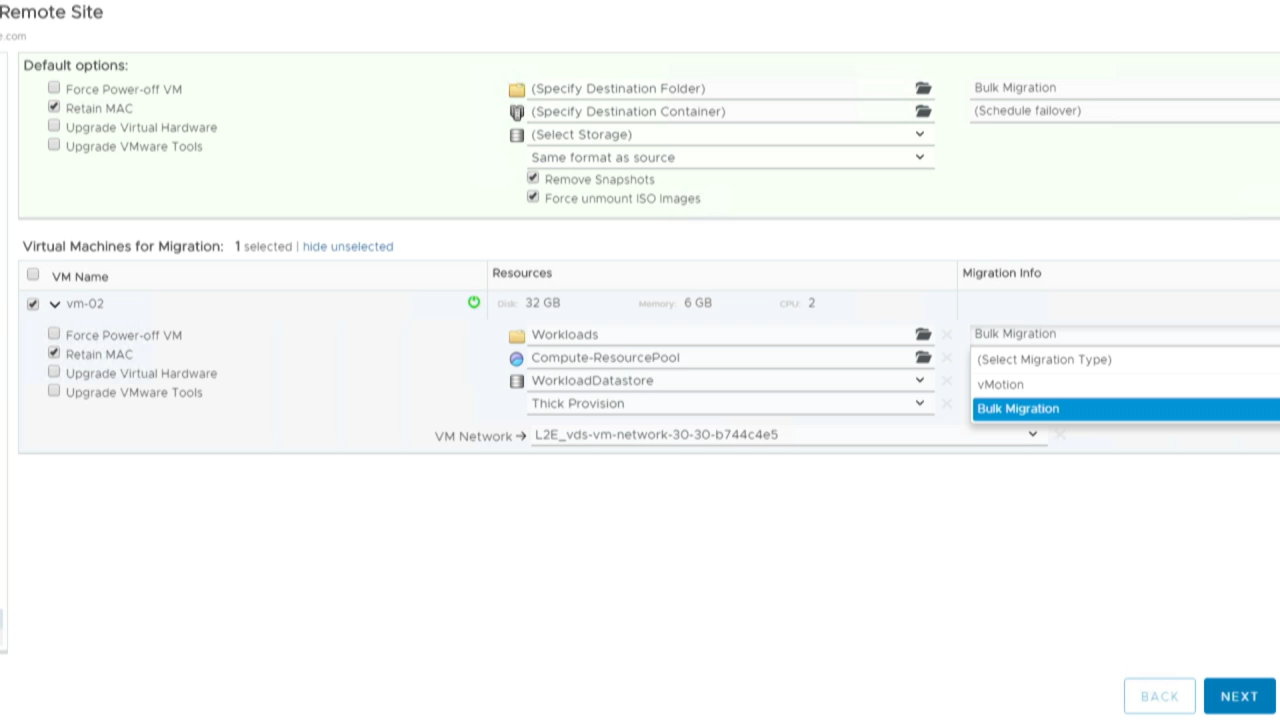 Remote Site
e.com
Default options:
Force Power-off VM
Retain MAC
Upgrade Virtual Hardware
Upgrade VMware Tools
(Specify Destination Folder)
(Specify Destination Container)
(Select Storage)
Same format as source
Remove Snapshots
Force unmount ISO Images
Bulk Migration
(Schedule failover)
Virtual Machines for Migration: 1 selected | hide unselected
VM Name Resources Migration Info
vm-02 Disk: 32 GB Memory: 6 GB CPU: 2
Force Power-off VM
Retain MAC
Upgrade Virtual Hardware
Upgrade VMware Tools
Workloads
Compute-ResourcePool
WorkloadDatastore
Thick Provision
VM Network → L2E_vds-vm-network-30-30-b744c4e5
Bulk Migration
(Select Migration Type)
vMotion
Bulk Migration
BACK NEXT